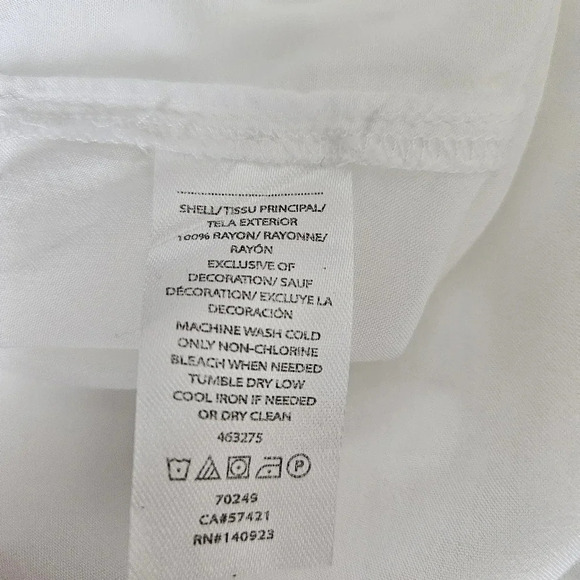 SHELL/TISSU PRINCIPAL/
TELA EXTERIOR
100% RAYON/ RAYONNE/
RAYÓN
EXCLUSIVE OF
DECORATION/ SAUF
DÉCORATION/ EXCLUYE LA
DECORACIÓN
MACHINE WASH COLD
ONLY NON-CHLORINE
BLEACH WHEN NEEDED
TUMBLE DRY LOW
COOL IRON IF NEEDED
OR DRY CLEAN
463275
P
70249
CA#57421
RN#140923